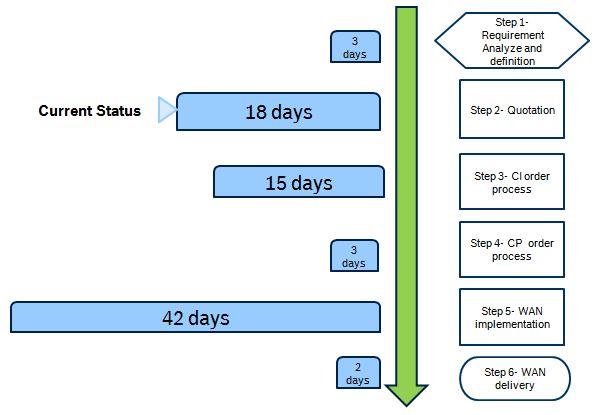 3
days
Step 1-
Requirement
Analyze and
definition
Current Status
18 days
Step 2- Quotation
15 days
Step 3- CI order
process
3
days
Step 4- CP order
process
42 days
Step 5- WAN
implementation
2
days
Step 6- WAN
delivery